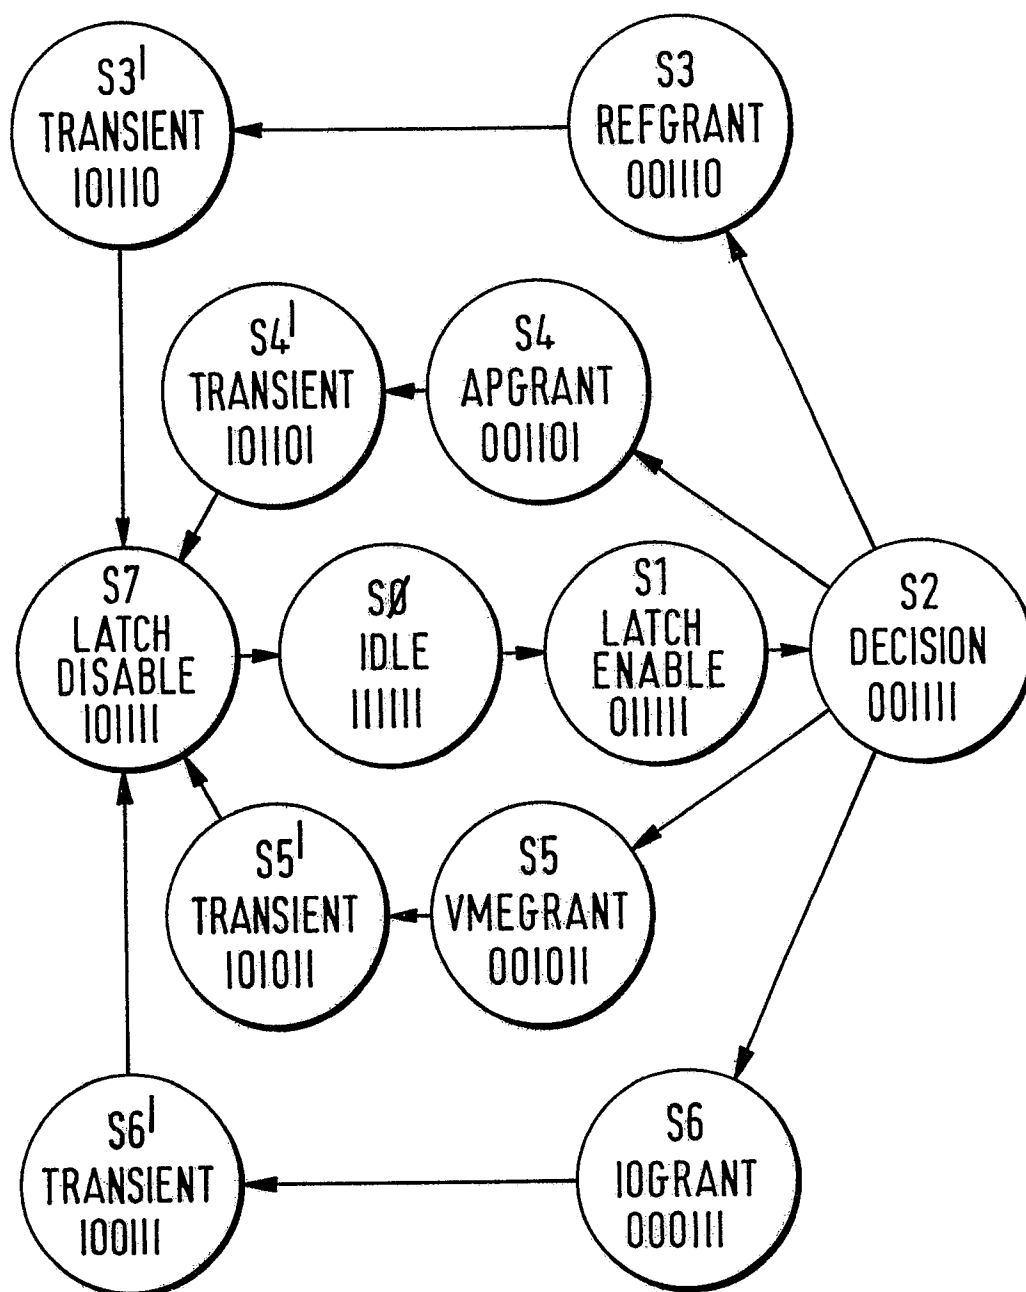 S3'
TRANSIENT
101110
S3
REFGRANT
001110
S4'
TRANSIENT
101101
S4
APGRANT
001101
S7
LATCH
DISABLE
101111
SØ
IDLE
111111
S1
LATCH
ENABLE
011111
S2
DECISION
001111
S5'
TRANSIENT
101011
S5
VMEGRANT
001011
S6'
TRANSIENT
100111
S6
IOGRANT
000111